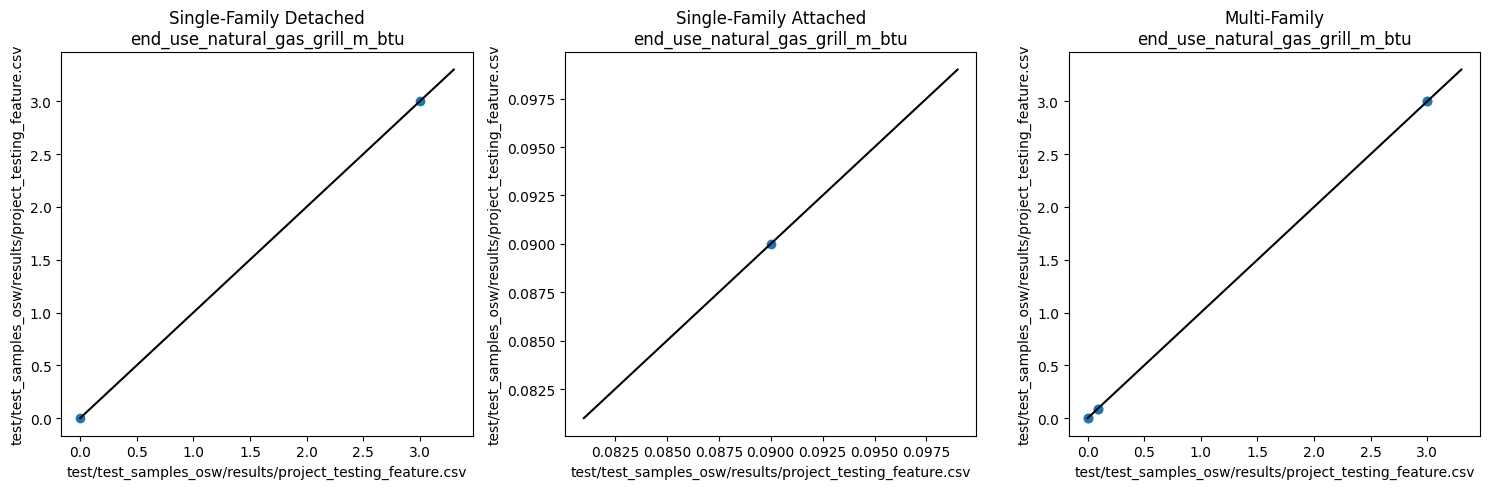 Single-Family Detached
end_use_natural_gas_grill_m_btu
test/test_samples_osw/results/project_testing_feature.csv
3.0
2.5
2.0
1.5
1.0
0.5
0.0
0.0 0.5 1.0 1.5 2.0 2.5 3.0
test/test_samples_osw/results/project_testing_feature.csv
Single-Family Attached
end_use_natural_gas_grill_m_btu
test/test_samples_osw/results/project_testing_feature.csv
0.0975
0.0950
0.0925
0.0900
0.0875
0.0850
0.0825
0.0825 0.0850 0.0875 0.0900 0.0925 0.0950 0.0975
test/test_samples_osw/results/project_testing_feature.csv
Multi-Family
end_use_natural_gas_grill_m_btu
test/test_samples_osw/results/project_testing_feature.csv
3.0
2.5
2.0
1.5
1.0
0.5
0.0
0.0 0.5 1.0 1.5 2.0 2.5 3.0
test/test_samples_osw/results/project_testing_feature.csv